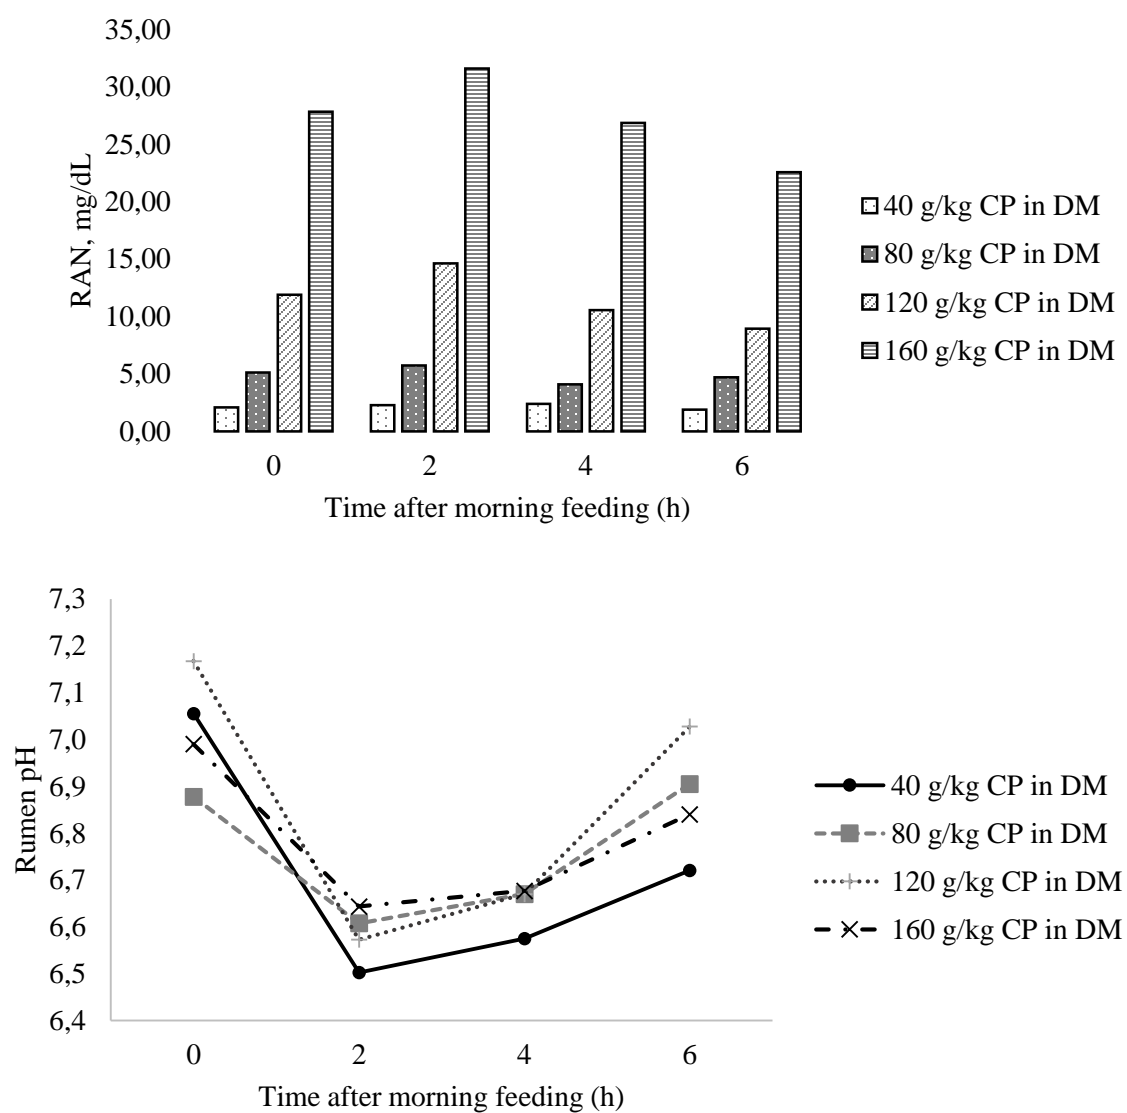 35,00
30,00
25,00
20,00
15,00
10,00
5,00
0,00
RAN, mg/dL
0 2 4 6
Time after morning feeding (h)
40 g/kg CP in DM
80 g/kg CP in DM
120 g/kg CP in DM
160 g/kg CP in DM
7,3
7,2
7,1
7,0
6,9
6,8
6,7
6,6
6,5
6,4
Rumen pH
0 2 4 6
Time after morning feeding (h)
40 g/kg CP in DM
80 g/kg CP in DM
120 g/kg CP in DM
160 g/kg CP in DM